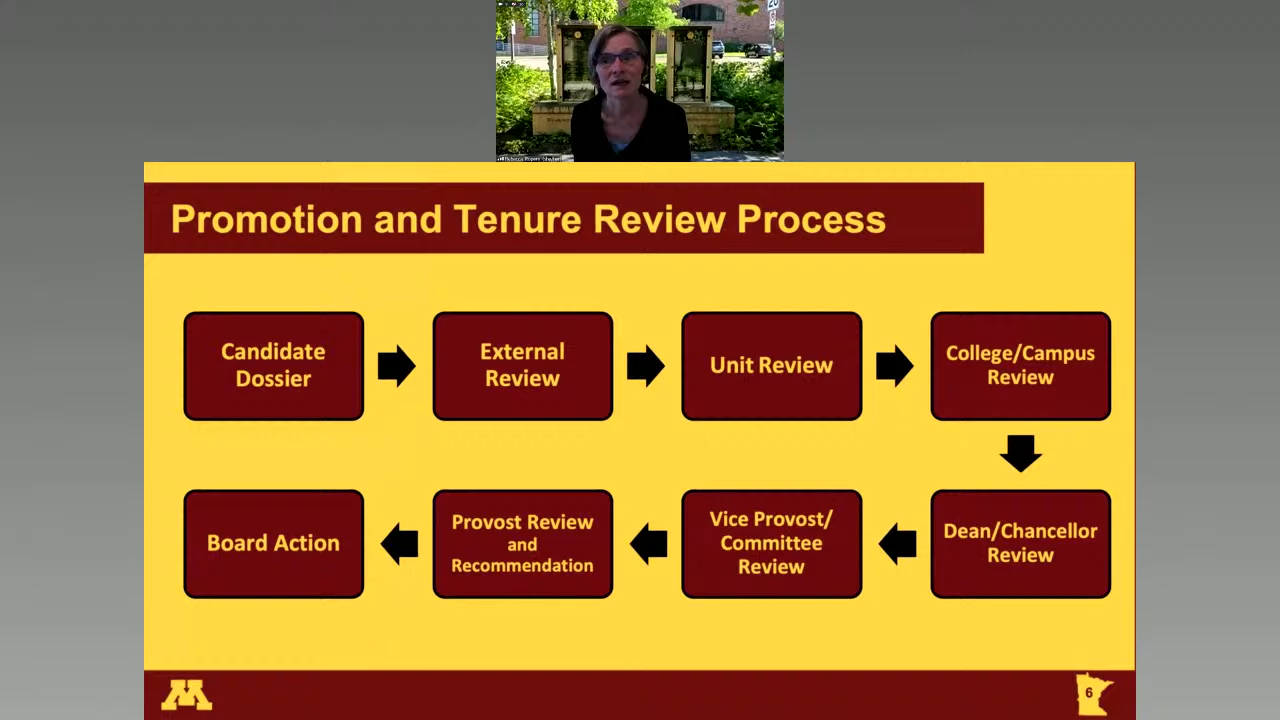 Promotion and Tenure Review Process
Candidate
Dossier
External
Review
Unit Review
College/Campus
Review
Dean/Chancellor
Review
Vice Provost/
Committee
Review
Provost Review
and
Recommendation
Board Action
M
6